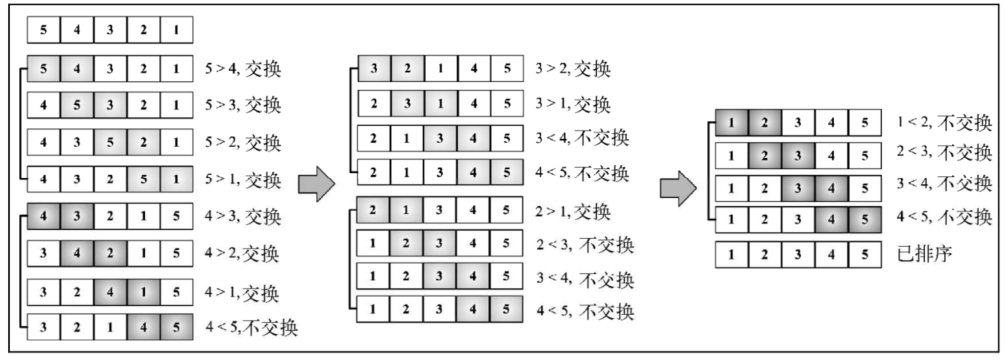 5 4 3 2 1
5 4 3 2 1 5 > 4, 交换
4 5 3 2 1 5 > 3, 交换
4 3 5 2 1 5 > 2, 交换
4 3 2 5 1 5 > 1, 交换
4 3 2 1 5 4 > 3, 交换
3 4 2 1 5 4 > 2, 交换
3 2 4 1 5 4 > 1, 交换
3 2 1 4 5 4 < 5, 不交换
3 2 1 4 5 3 > 2, 交换
2 3 1 4 5 3 > 1, 交换
2 1 3 4 5 3 < 4, 不交换
2 1 3 4 5 4 < 5, 不交换
2 1 3 4 5 2 > 1, 交换
1 2 3 4 5 2 < 3, 不交换
1 2 3 4 5 3 < 4, 不交换
1 2 3 4 5 4 < 5, 不交换
1 2 3 4 5 1 < 2, 不交换
1 2 3 4 5 2 < 3, 不交换
1 2 3 4 5 3 < 4, 不交换
1 2 3 4 5 4 < 5, 不交换
1 2 3 4 5 已排序